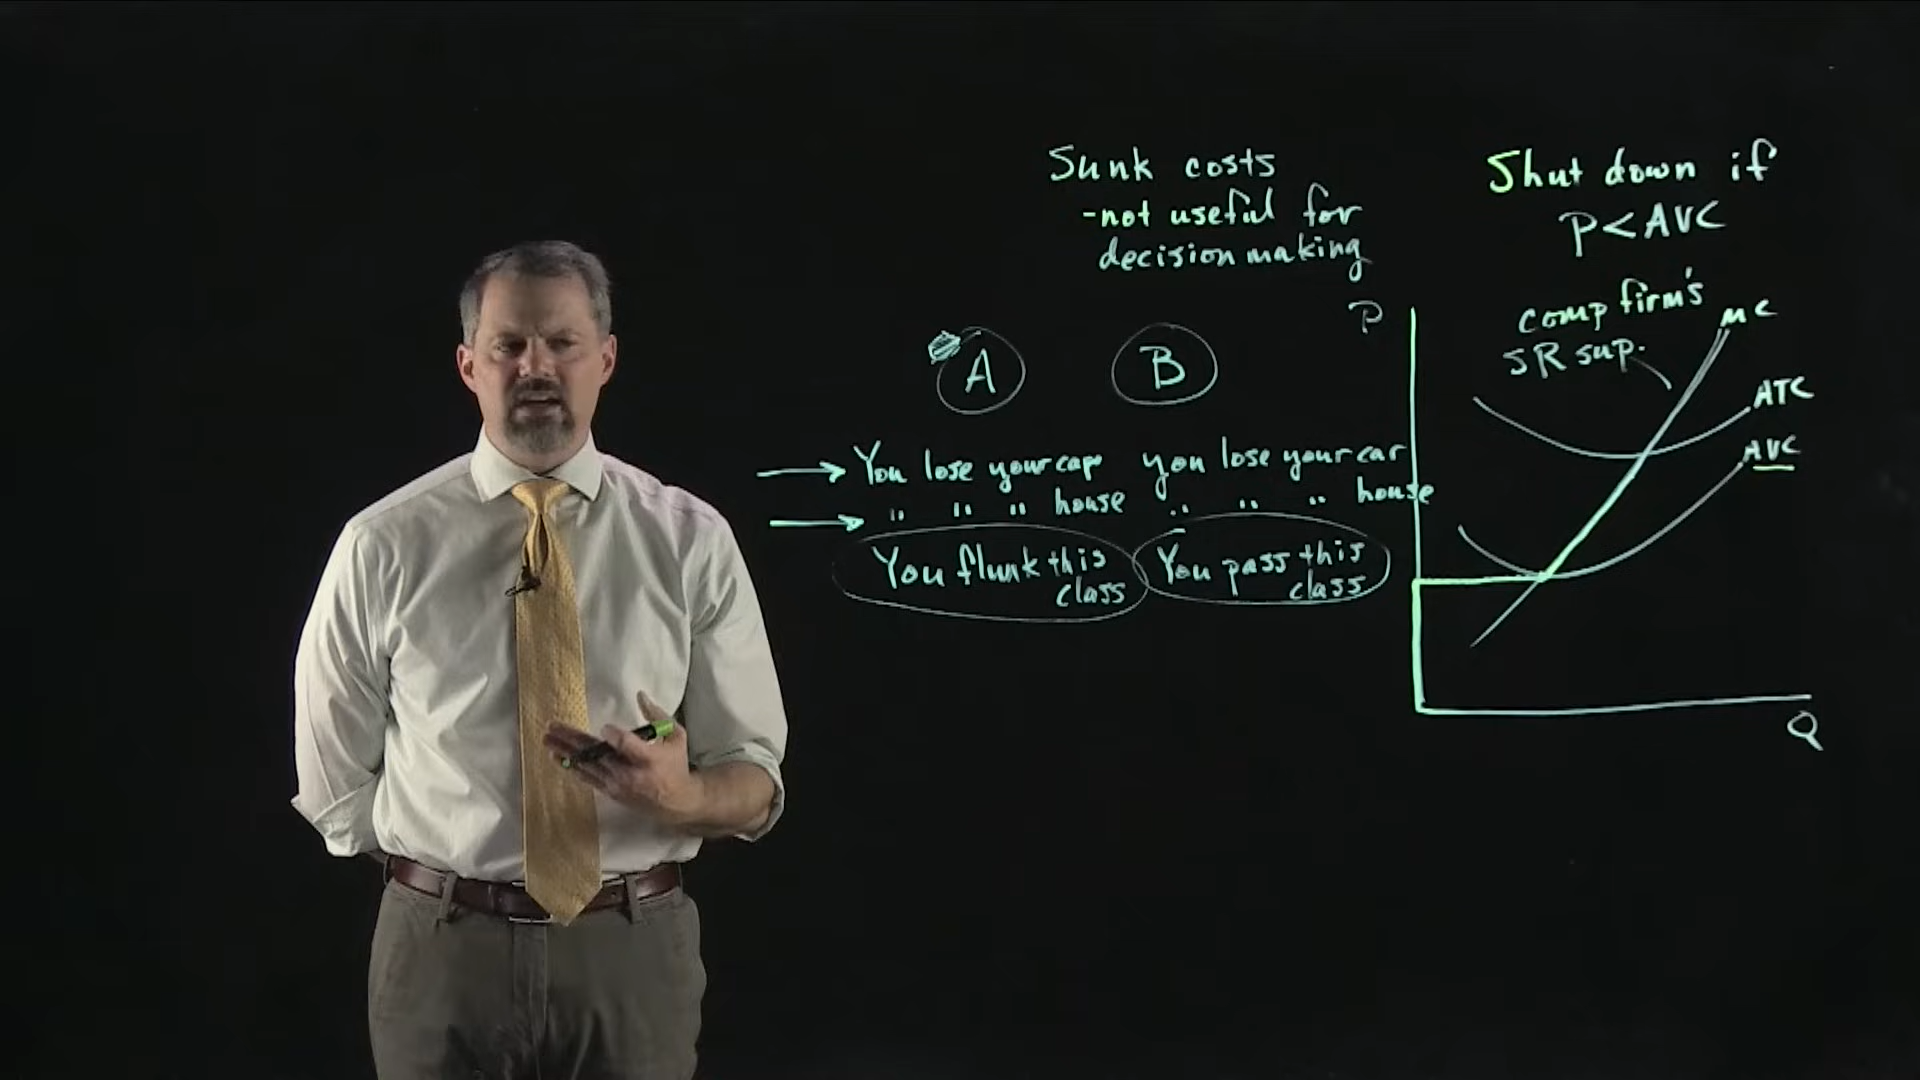 Sunk costs
-not useful for
decision making
A
B
You lose your car
" " " house
You flunk this
class
you lose your car
" " " house
You pass this
class
Shut down if
P<AVC
P
comp firm's
SR sup.
MC
ATC
AVC
Q